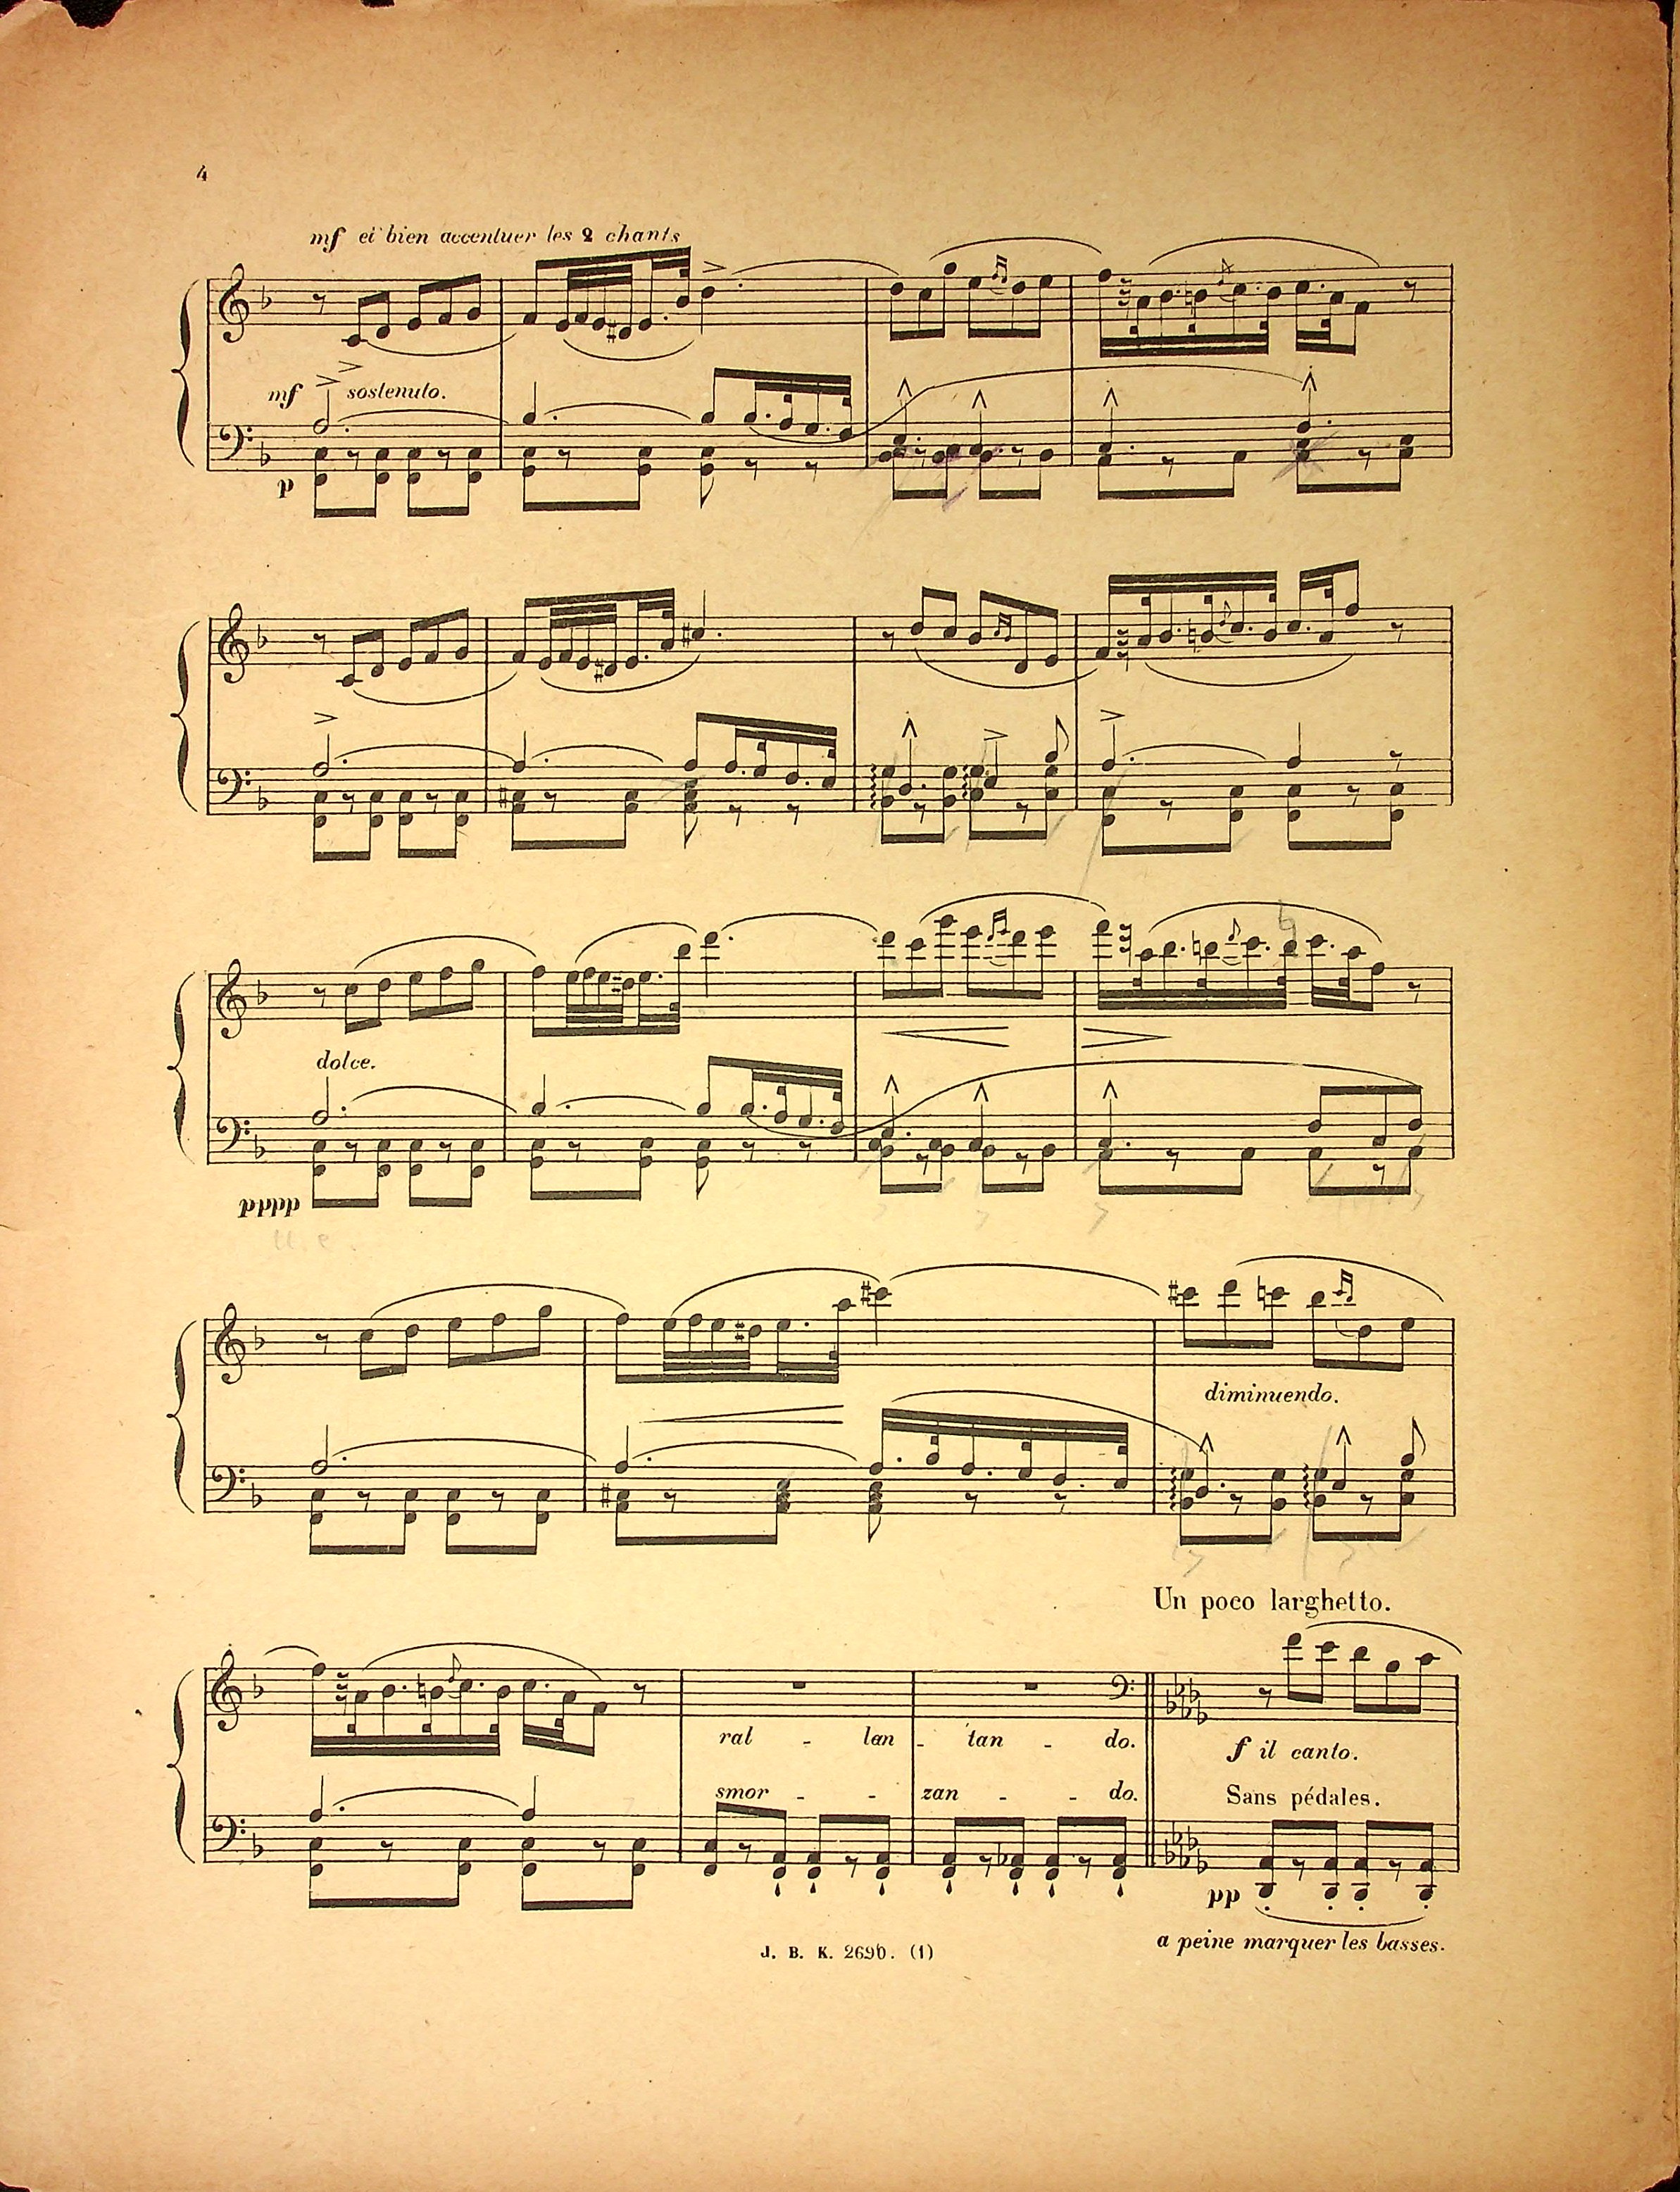 4
mf et bien accentuer les 2 chants
mf sostenuto.
p
dolce.
pppp
diminuendo.
Un poco larghetto.
ral - len - tan - do.
f il canto.
smor - - zan - - do.
Sans pédales.
pp
a peine marquer les basses.
J. B. K. 2690. (1)